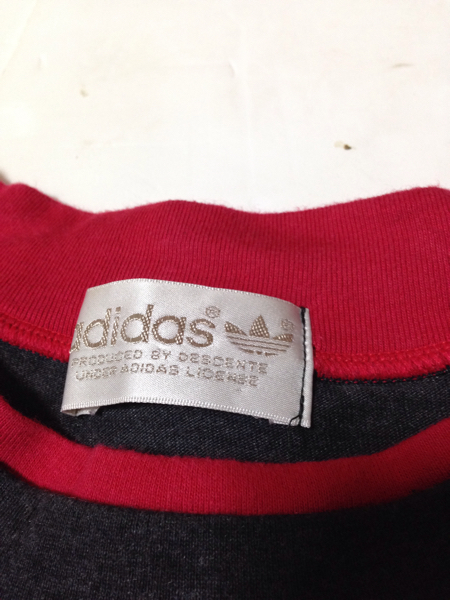 adidas®
PRODUCED BY DESCENTE
UNDER ADIDAS LICENSE